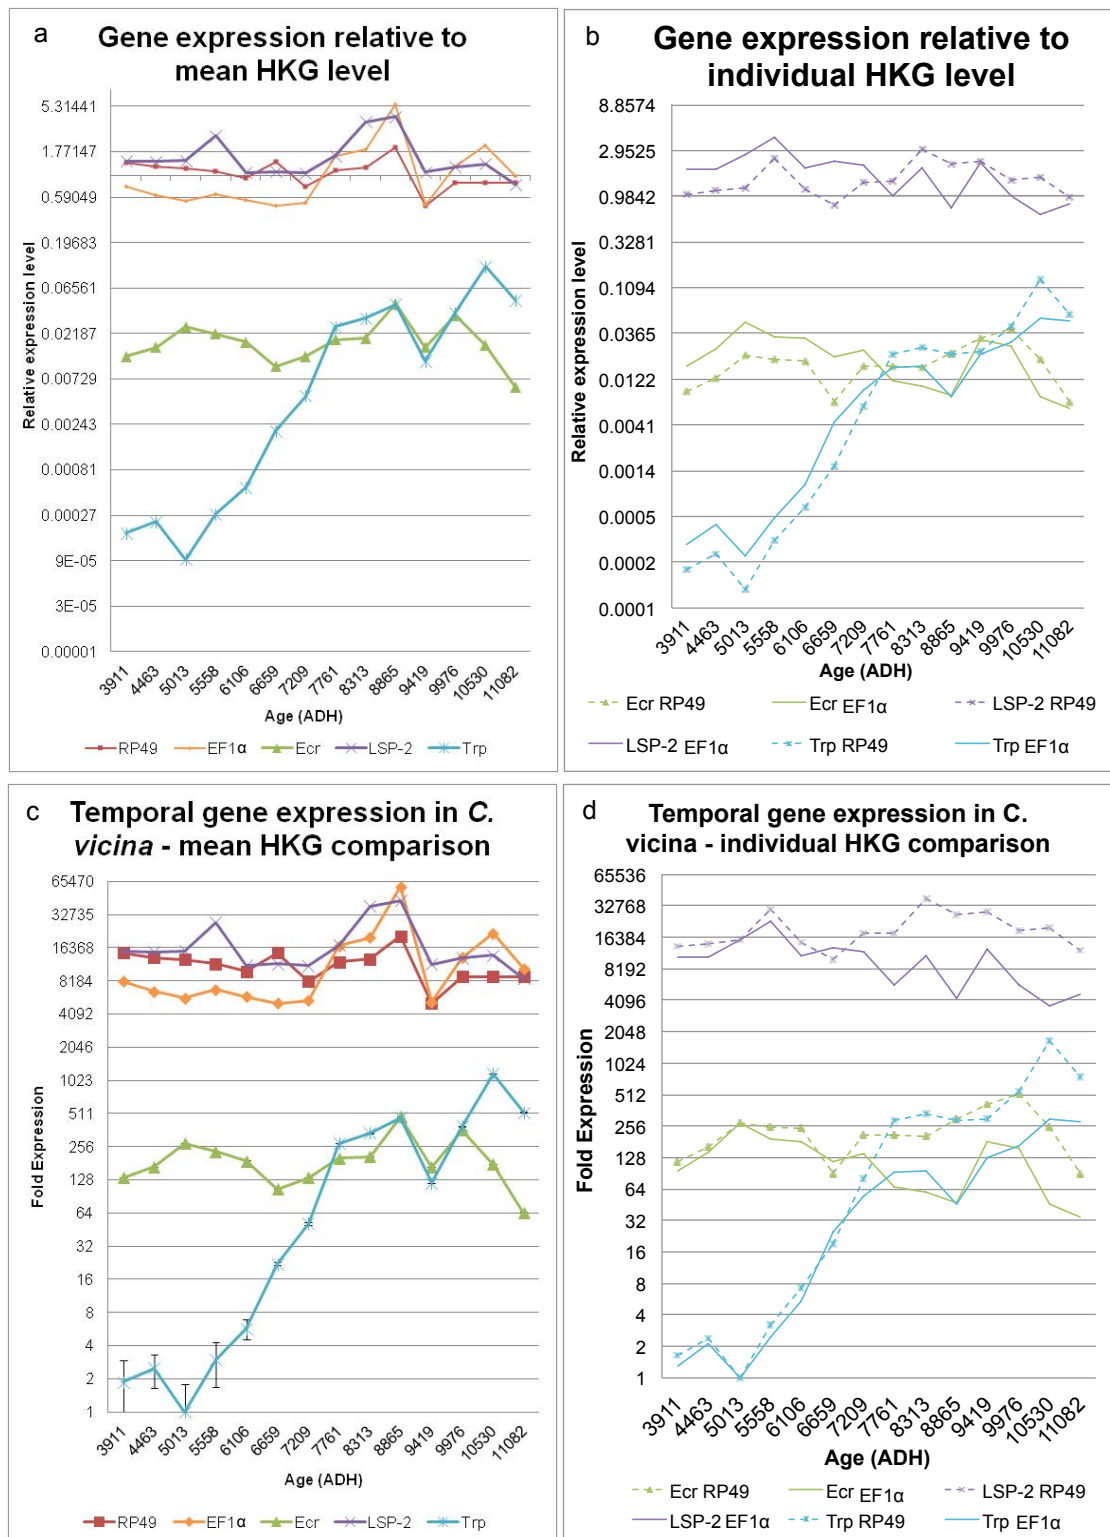 a
Gene expression relative to
mean HKG level
5.31441
1.77147
0.59049
0.19683
0.06561
0.02187
0.00729
0.00243
0.00081
0.00027
9E-05
3E-05
0.00001
Relative expression level
3911 4463 5013 5558 6106 6659 7209 7761 8313 8865 9419 9976 10530 11082
Age (ADH)
RP49 EF1α Ecr LSP-2 Trp
b
Gene expression relative to
individual HKG level
8.8574
2.9525
0.9842
0.3281
0.1094
0.0365
0.0122
0.0041
0.0014
0.0005
0.0002
0.0001
Relative expression level
3911 4463 5013 5558 6106 6659 7209 7761 8313 8865 9419 9976 10530 11082
Age (ADH)
Ecr RP49 Ecr EF1α LSP-2 RP49
LSP-2 EF1α Trp RP49 Trp EF1α
c
Temporal gene expression in C.
vicina - mean HKG comparison
65470
32735
16368
8184
4092
2046
1023
511
256
128
64
32
16
8
4
2
1
Fold Expression
3911 4463 5013 5558 6106 6659 7209 7761 8313 8865 9419 9976 10530 11082
Age (ADH)
RP49 EF1α Ecr LSP-2 Trp
d
Temporal gene expression in C.
vicina - individual HKG comparison
65536
32768
16384
8192
4096
2048
1024
512
256
128
64
32
16
8
4
2
1
Fold Expression
3911 4463 5013 5558 6106 6659 7209 7761 8313 8865 9419 9976 10530 11082
Age (ADH)
Ecr RP49 Ecr EF1α LSP-2 RP49
LSP-2 EF1α Trp RP49 Trp EF1α